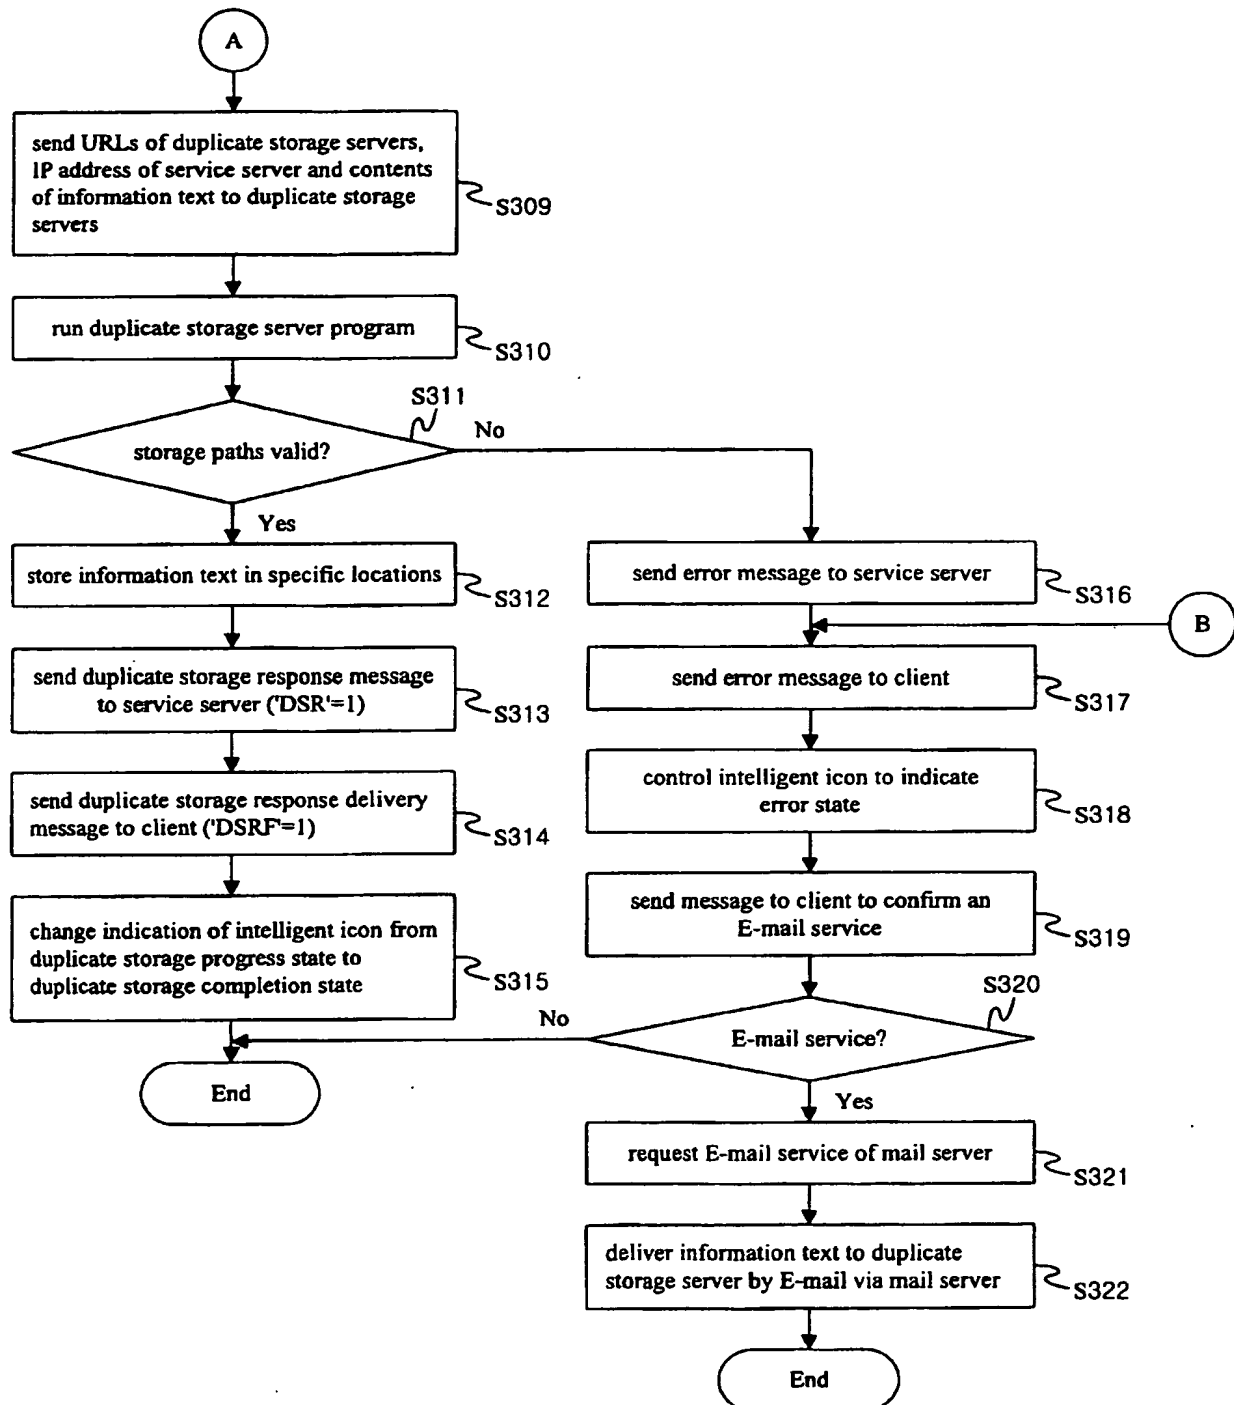 A
send URLs of duplicate storage servers,
IP address of service server and contents
of information text to duplicate storage
servers
S309
run duplicate storage server program
S310
S311
storage paths valid?
No
Yes
store information text in specific locations
S312
send error message to service server
S316
B
send duplicate storage response message
to service server ('DSR'=1)
S313
send error message to client
S317
send duplicate storage response delivery
message to client ('DSRF'=1)
S314
control intelligent icon to indicate
error state
S318
change indication of intelligent icon from
duplicate storage progress state to
duplicate storage completion state
S315
send message to client to confirm an
E-mail service
S319
S320
E-mail service?
No
Yes
End
request E-mail service of mail server
S321
deliver information text to duplicate
storage server by E-mail via mail server
S322
End